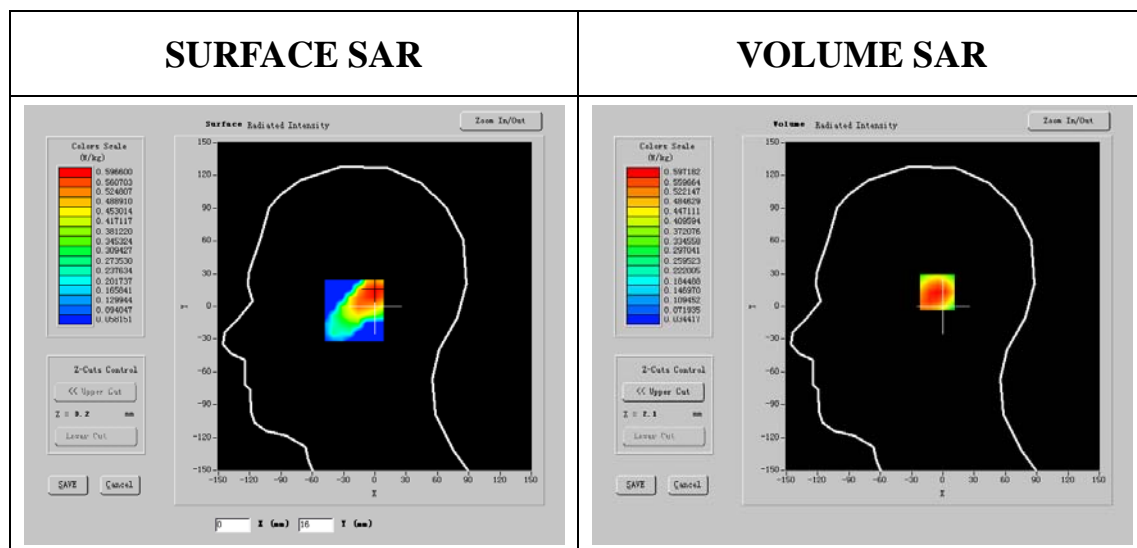 SURFACE SAR
VOLUME SAR
Surface Radiated Intensity
Zoom In/Out
Colors Scale
(W/kg)
0.596600
0.560703
0.524807
0.488910
0.453014
0.417117
0.381220
0.345324
0.309427
0.273530
0.237634
0.201737
0.165841
0.129944
0.094047
0.058151
150
120
90
60
30
0
-30
-60
-90
-120
-150
Y
-150 -120 -90 -60 -30 0 30 60 90 120 150
X
Z-Cuts Control
<< Upper Cut
mm
Lower Cut
SAVE
Cancel
0 X (mm) 16 Y (mm)
Volume Radiated Intensity
Zoom In/Out
Colors Scale
(W/kg)
0.597182
0.559664
0.522147
0.484629
0.447111
0.409594
0.372076
0.334558
0.297041
0.259523
0.222005
0.184488
0.146970
0.109452
0.071935
0.034417
150
120
90
60
30
0
-30
-60
-90
-120
-150
Y
-150 -120 -90 -60 -30 0 30 60 90 120 150
X
Z-Cuts Control
<< Upper Cut
mm
Lower Cut
SAVE
Cancel